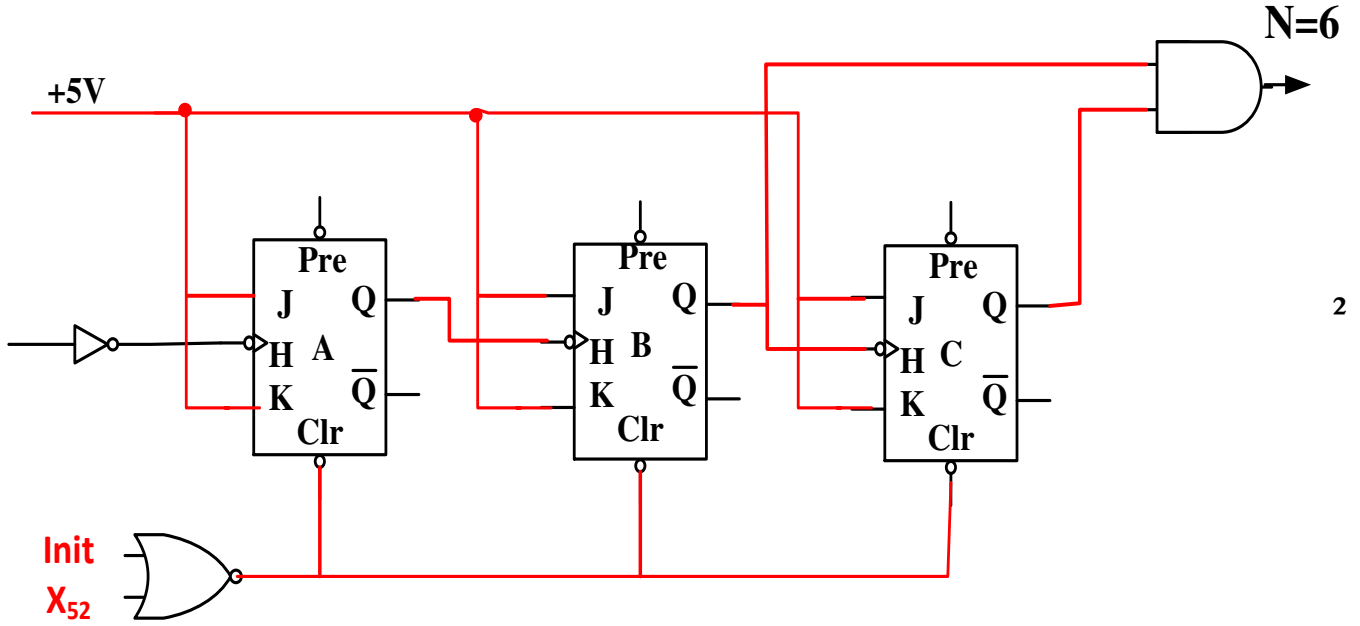 N=6
+5V
Pre Pre Pre
J Q J Q J Q
2
H A H B H C
K Q̅ K Q̅ K Q̅
Clr Clr Clr
Init
X₅₂